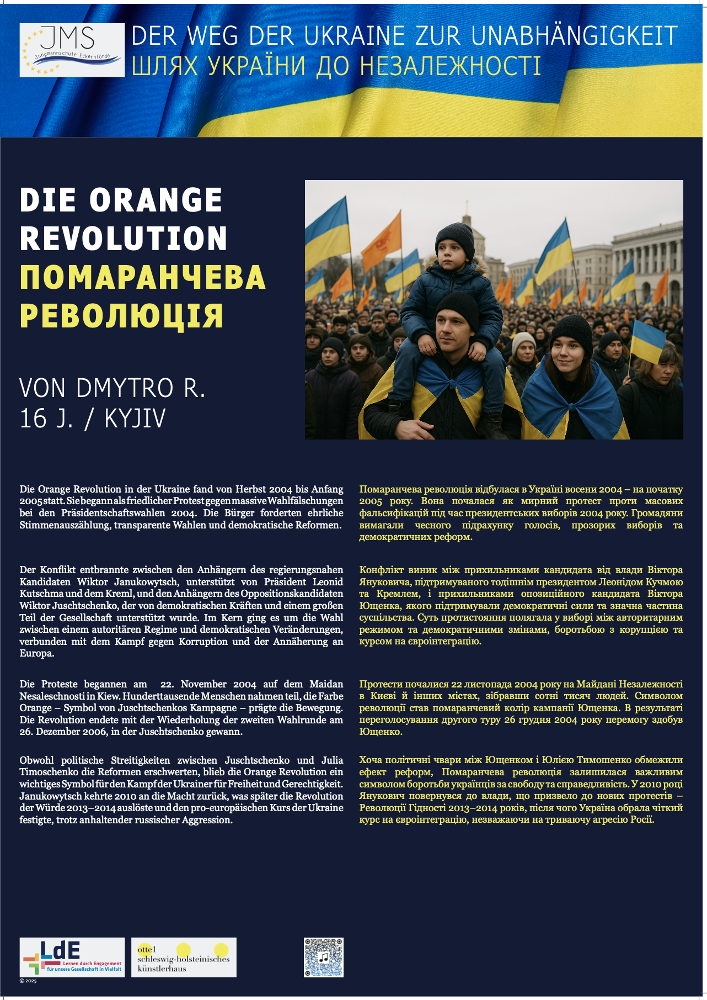 JMS
Jungmannschule Eckernförde
DER WEG DER UKRAINE ZUR UNABHÄNGIGKEIT
ШЛЯХ УКРАЇНИ ДО НЕЗАЛЕЖНОСТІ
DIE ORANGE
REVOLUTION
ПОМАРАНЧЕВА
РЕВОЛЮЦІЯ
VON DMYTRO R.
16 J. / KYJIV
Die Orange Revolution in der Ukraine fand von Herbst 2004 bis Anfang
2005 statt. Sie begann als friedlicher Protest gegen massive Wahlfälschungen
bei den Präsidentschaftswahlen 2004. Die Bürger forderten ehrliche
Stimmenauszählung, transparente Wahlen und demokratische Reformen.
Der Konflikt entbrannte zwischen den Anhängern des regierungsnahen
Kandidaten Wiktor Janukowytsch, unterstützt von Präsident Leonid
Kutschma und dem Kreml, und den Anhängern des Oppositionskandidaten
Wiktor Juschtschenko, der von demokratischen Kräften und einem großen
Teil der Gesellschaft unterstützt wurde. Im Kern ging es um die Wahl
zwischen einem autoritären Regime und demokratischen Veränderungen,
verbunden mit dem Kampf gegen Korruption und der Annäherung an
Europa.
Die Proteste begannen am 22. November 2004 auf dem Maidan
Nesaleschnosti in Kiew. Hunderttausende Menschen nahmen teil, die Farbe
Orange – Symbol von Juschtschenkos Kampagne – prägte die Bewegung.
Die Revolution endete mit der Wiederholung der zweiten Wahlrunde am
26. Dezember 2006, in der Juschtschenko gewann.
Obwohl politische Streitigkeiten zwischen Juschtschenko und Julia
Timoschenko die Reformen erschwerten, blieb die Orange Revolution ein
wichtiges Symbol für den Kampf der Ukrainer für Freiheit und Gerechtigkeit.
Janukowytsch kehrte 2010 an die Macht zurück, was später die Revolution
der Würde 2013–2014 auslöste und den pro-europäischen Kurs der Ukraine
festigte, trotz anhaltender russischer Aggression.
Помаранчева революція відбулася в Україні восени 2004 – на початку
2005 року. Вона почалася як мирний протест проти масових
фальсифікацій під час президентських виборів 2004 року. Громадяни
вимагали чесного підрахунку голосів, прозорих виборів та
демократичних реформ.
Конфлікт виник між прихильниками кандидата від влади Віктора
Януковича, підтримуваного тодішнім президентом Леонідом Кучмою
та Кремлем, і прихильниками опозиційного кандидата Віктора
Ющенка, якого підтримували демократичні сили та значна частина
суспільства. Суть протистояння полягала у виборі між авторитарним
режимом та демократичними змінами, боротьбою з корупцією та
курсом на євроінтеграцію.
Протести почалися 22 листопада 2004 року на Майдані Незалежності
в Києві й інших містах, зібравши сотні тисяч людей. Символом
революції став помаранчевий колір кампанії Ющенка. В результаті
переголосування другого туру 26 грудня 2004 року перемогу здобув
Ющенко.
Хоча політичні чвари між Ющенком і Юлією Тимошенко обмежили
ефект реформ, Помаранчева революція залишилася важливим
символом боротьби українців за свободу та справедливість. У 2010 році
Янукович повернувся до влади, що призвело до нових протестів –
Революції Гідності 2013–2014 років, після чого Україна обрала чіткий
курс на євроінтеграцію, незважаючи на триваючу агресію Росії.
LdE
Lernen durch Engagement
für unsere Gesellschaft in Vielfalt
otte1
schleswig-holsteinisches
künstlerhaus
© 2025